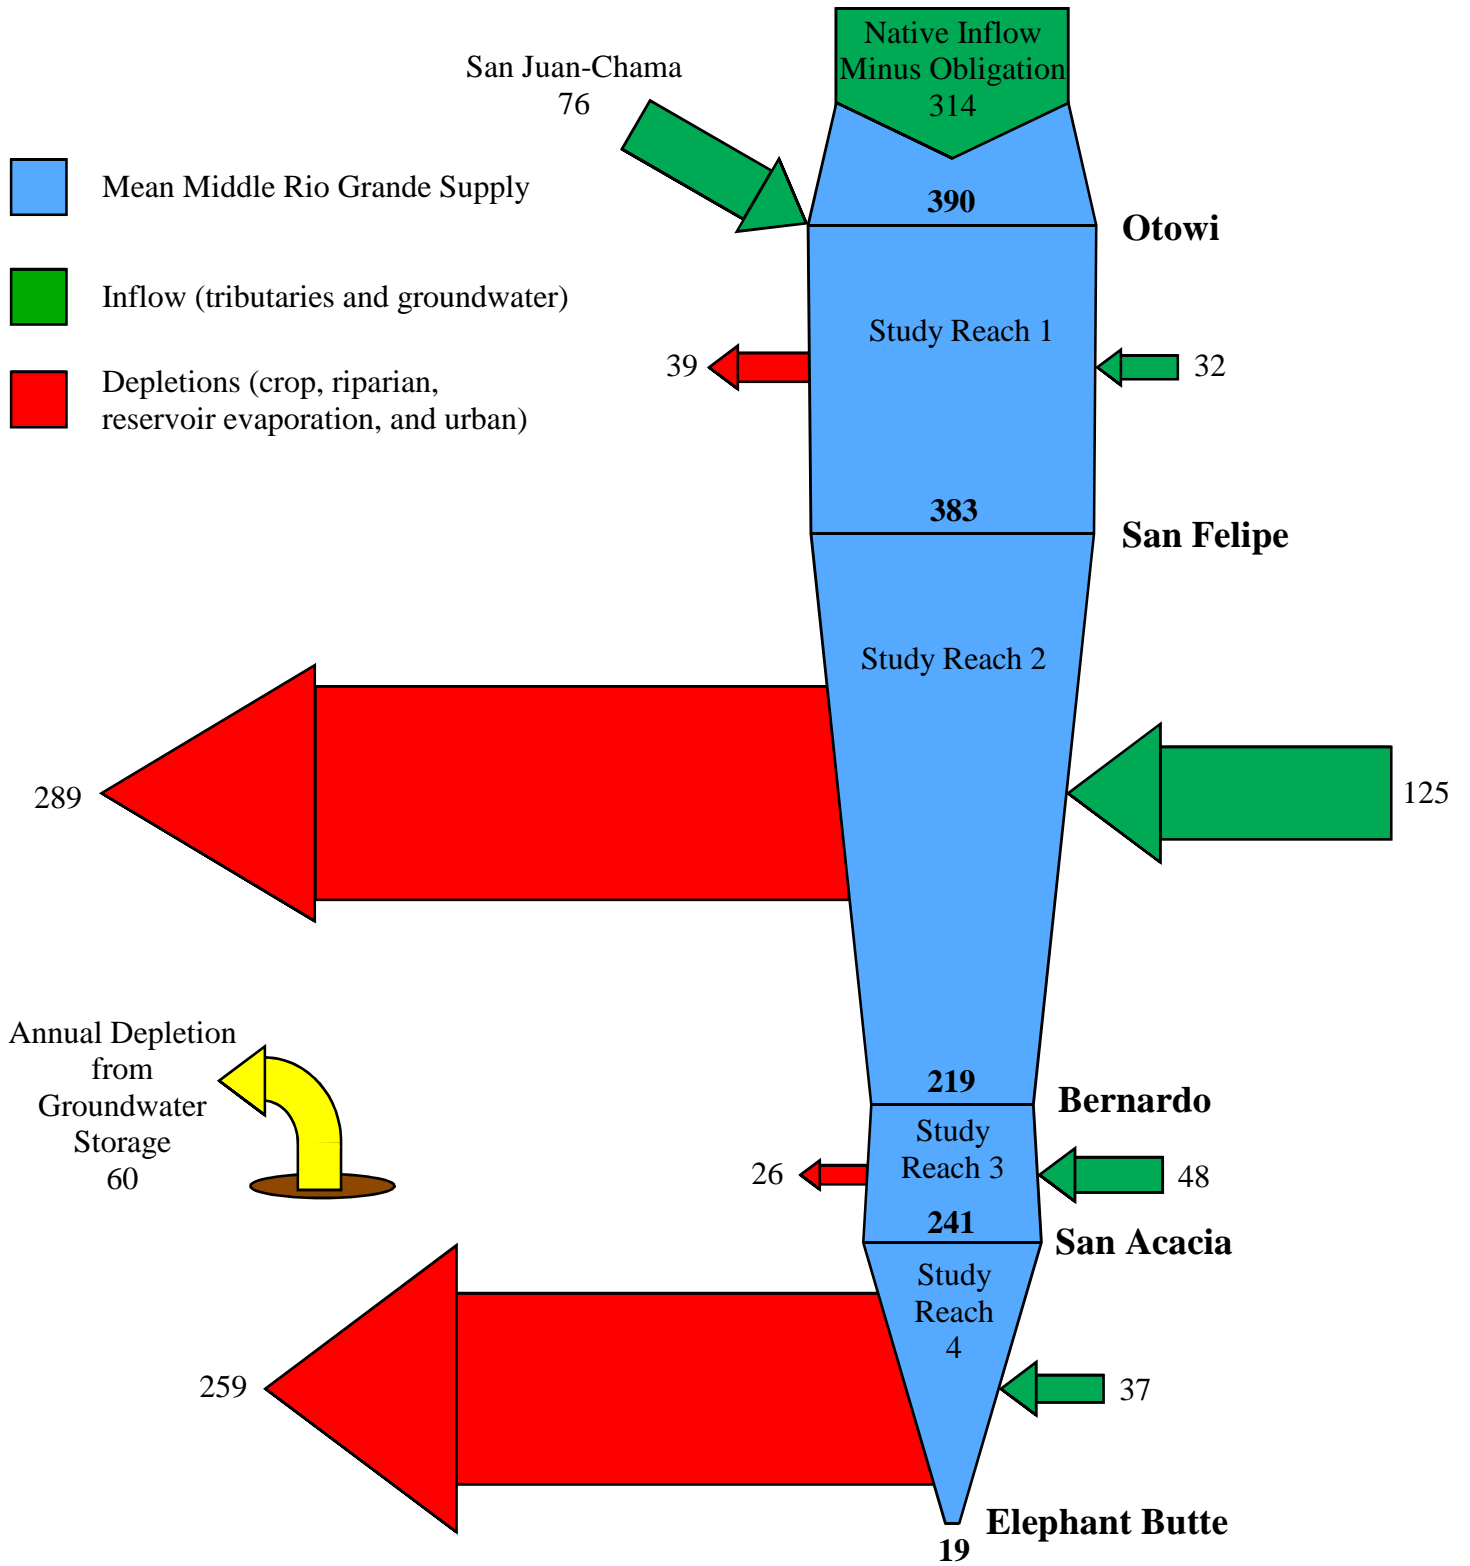 Native Inflow
Minus Obligation
314
San Juan-Chama
76
Mean Middle Rio Grande Supply
390
Otowi
Inflow (tributaries and groundwater)
Study Reach 1
39
32
Depletions (crop, riparian,
reservoir evaporation, and urban)
383
San Felipe
Study Reach 2
289
125
Annual Depletion
from
Groundwater
Storage
60
219
Bernardo
Study
Reach 3
26
48
241
San Acacia
Study
Reach
4
259
37
Elephant Butte
19